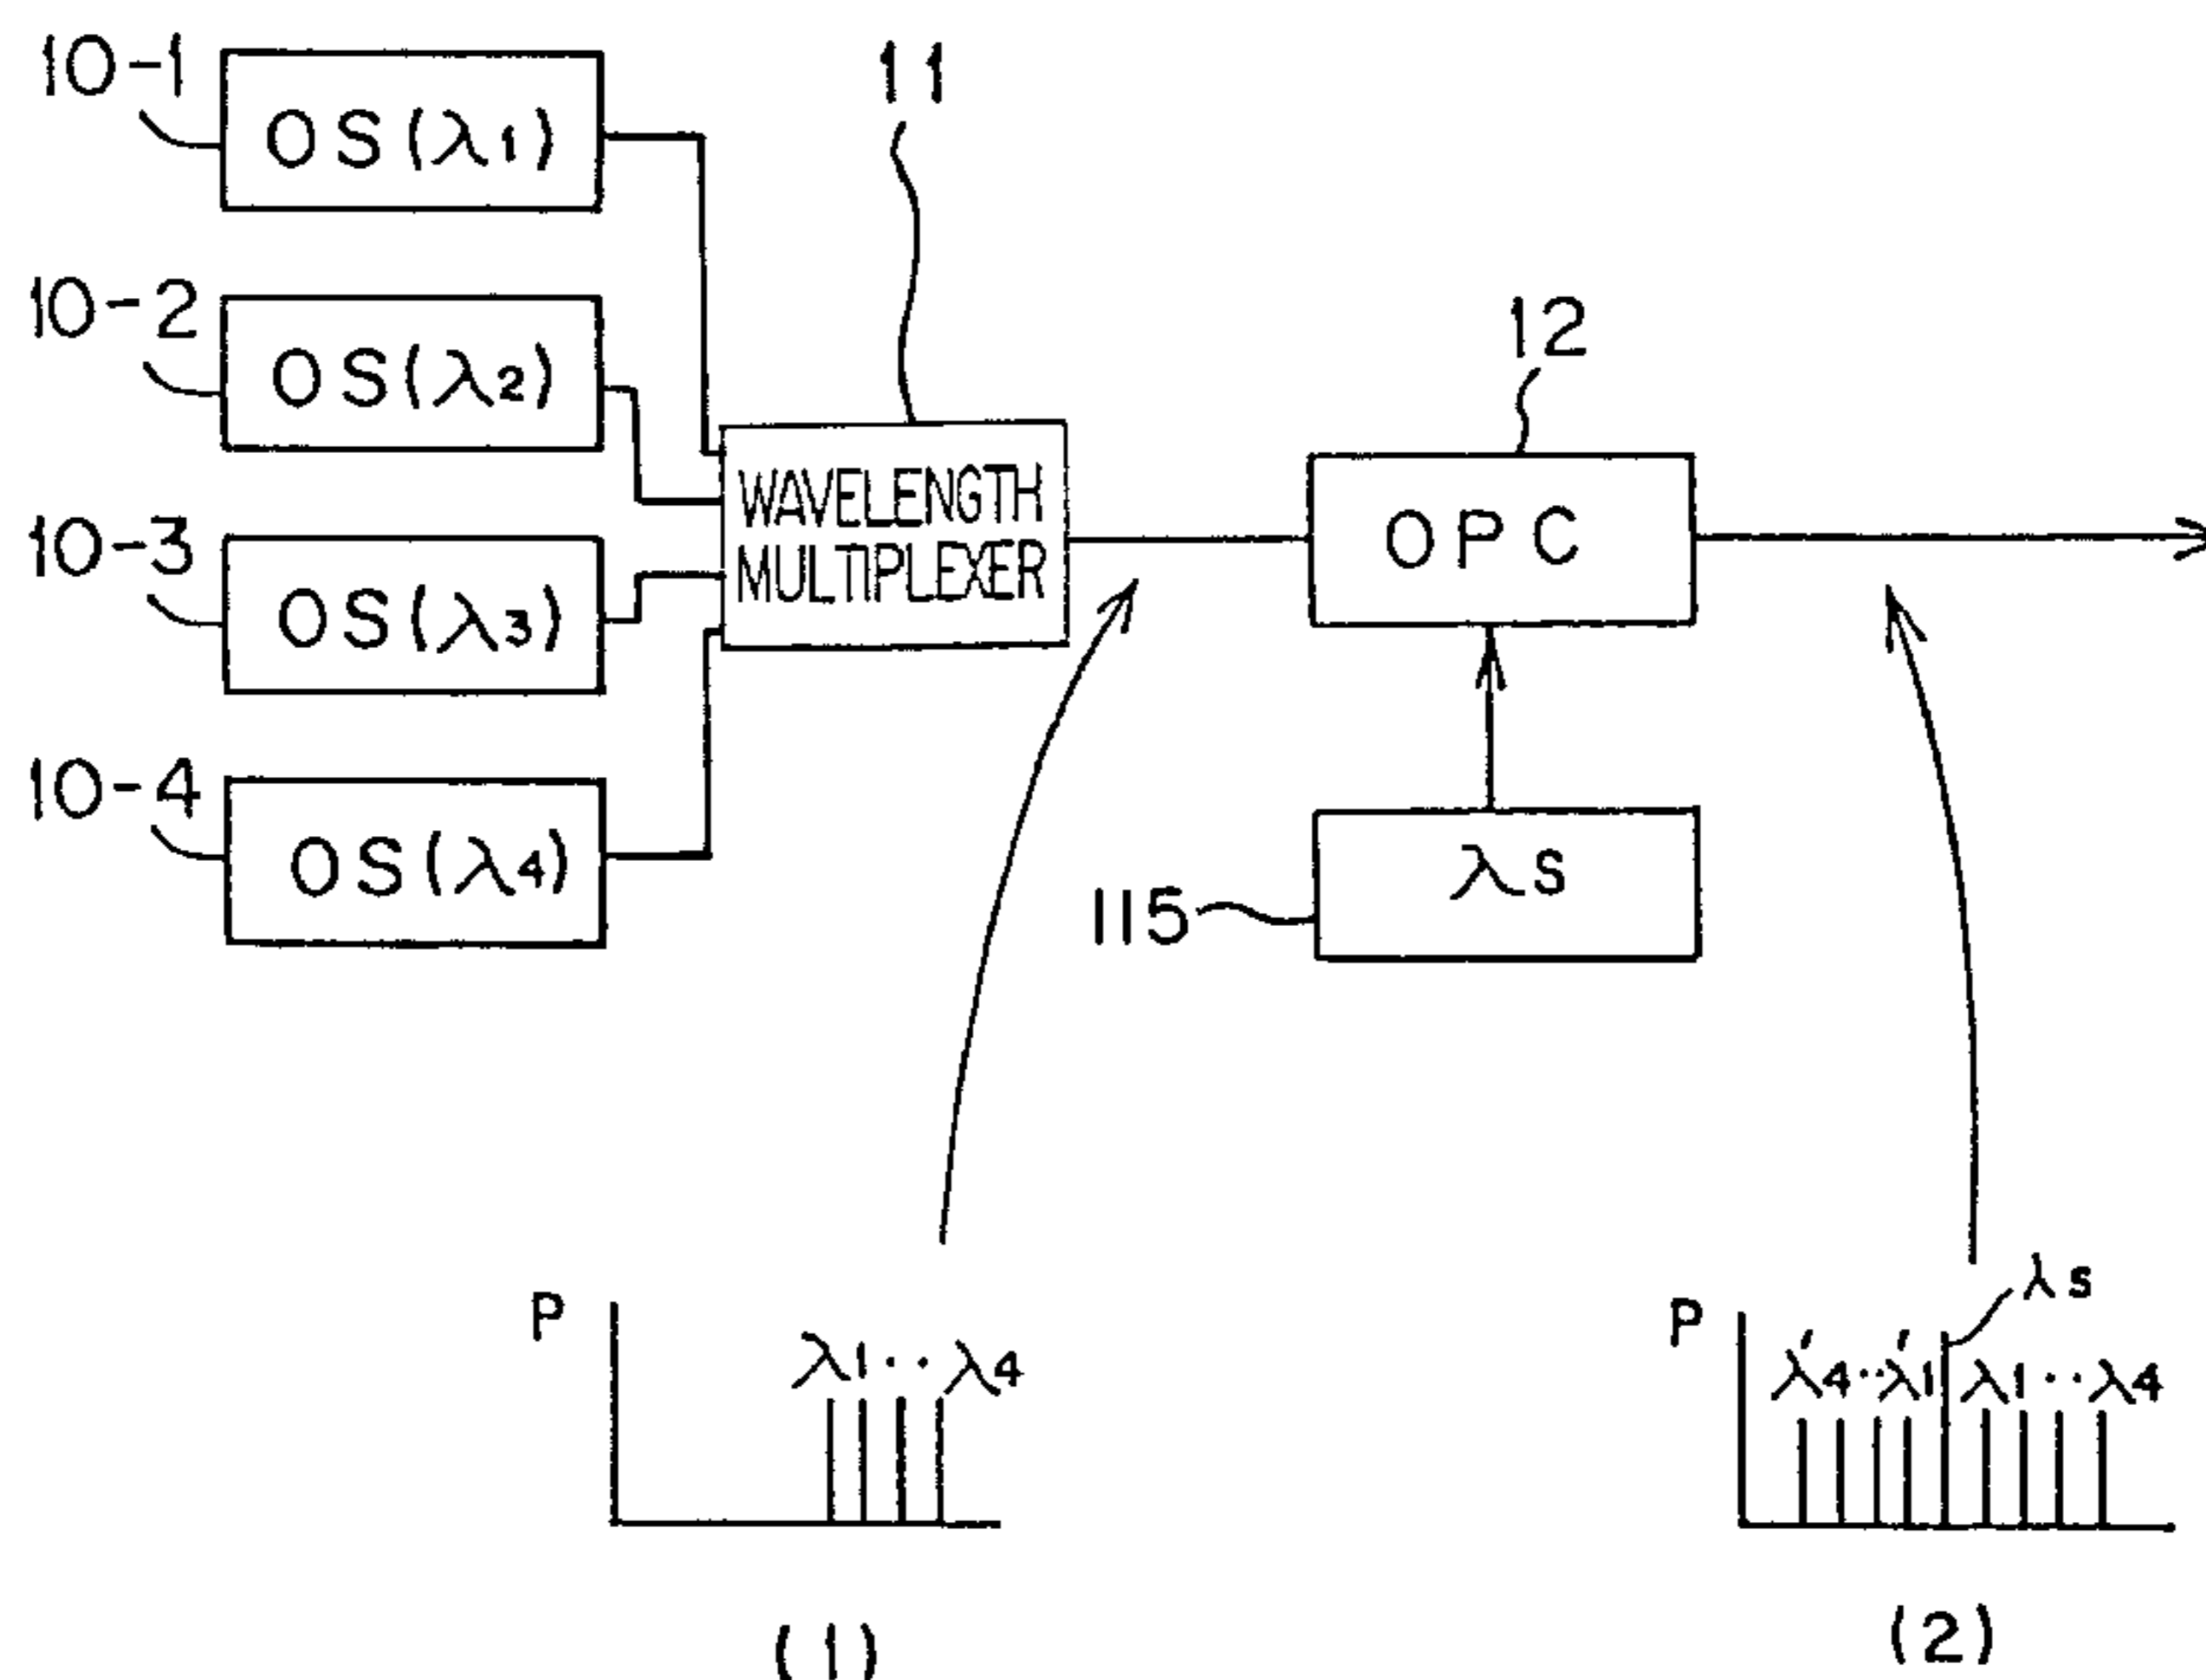 10-1
OS(λ1)
11
10-2
OS(λ2)
12
WAVELENGTH
MULTIPLEXER
OPC
10-3
OS(λ3)
10-4
OS(λ4)
115
λs
P
λ1··λ4
(1)
P
λs
λ'4··λ'1
λ1··λ4
(2)